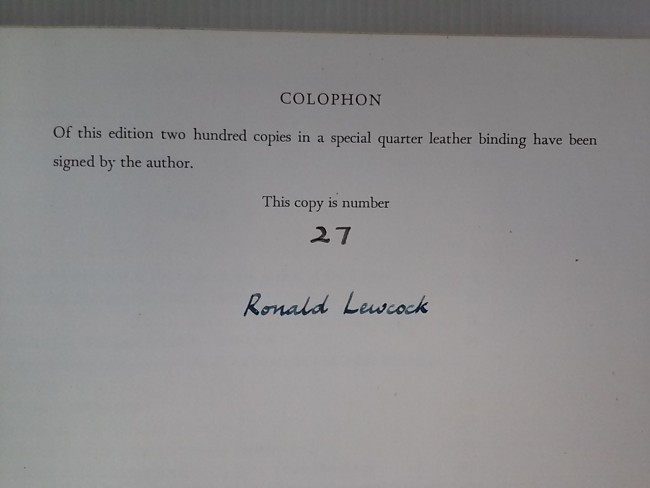 COLOPHON
Of this edition two hundred copies in a special quarter leather binding have been
signed by the author.
This copy is number
27
Ronald Lewcock